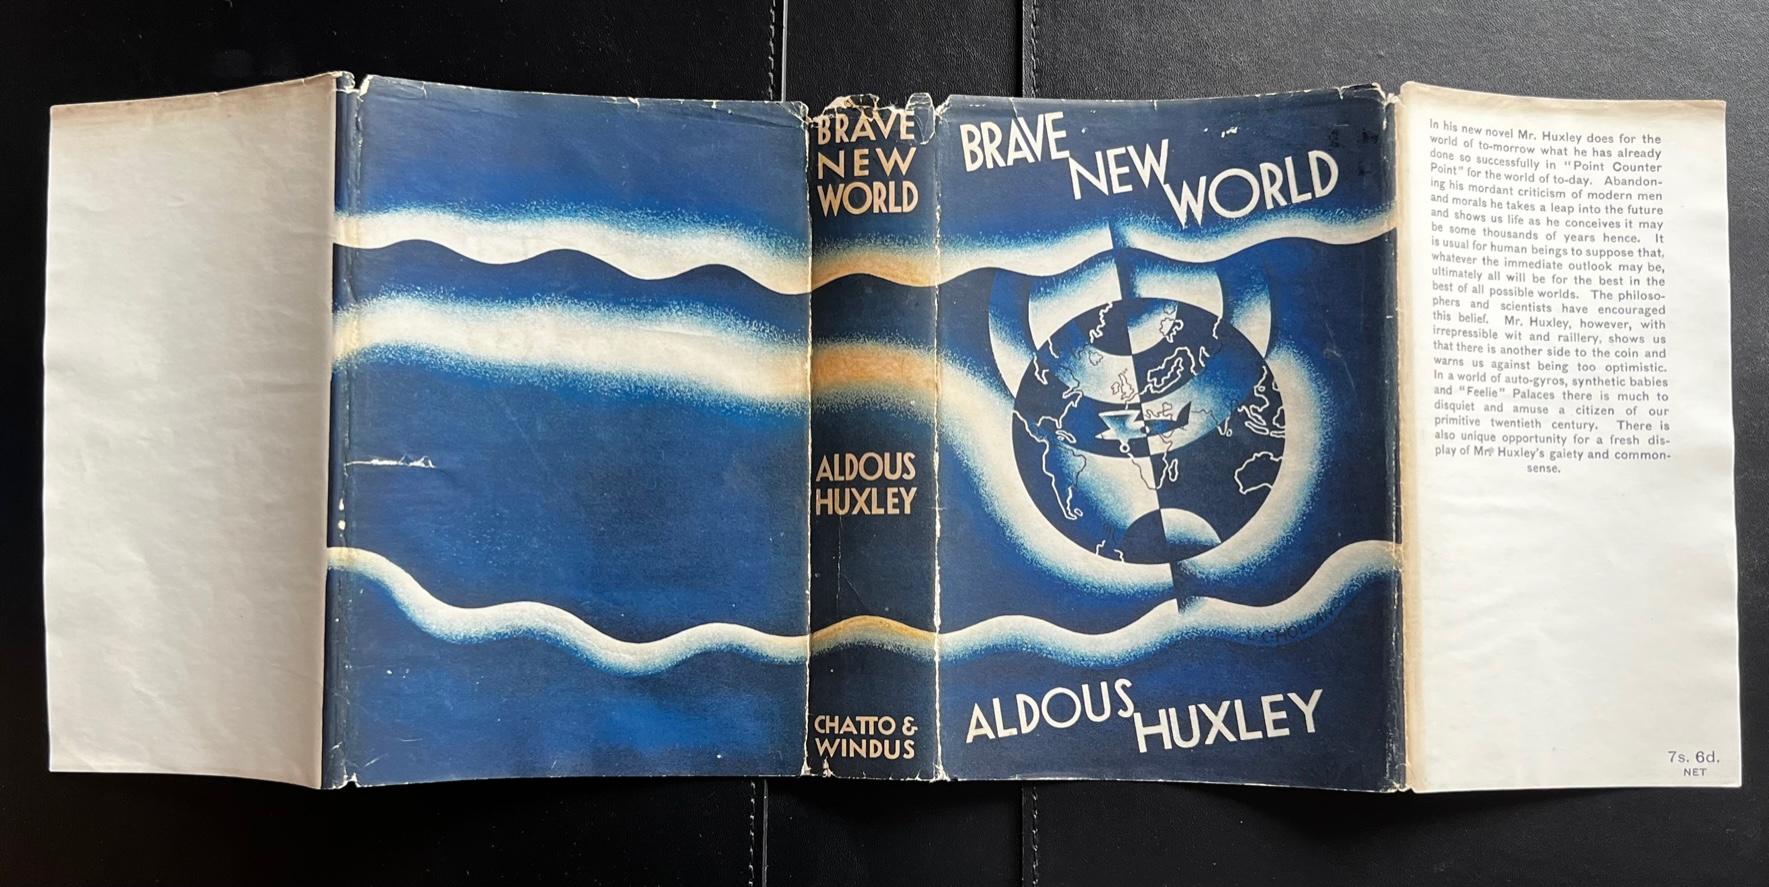 BRAVE
NEW
WORLD
ALDOUS
HUXLEY
CHATTO &
WINDUS
BRAVE
NEW
WORLD
ALDOUS
HUXLEY
In his new novel Mr. Huxley does for the
world of to-morrow what he has already
done so successfully in "Point Counter
Point" for the world of to-day. Abandon-
ing his mordant criticism of modern men
and morals he takes a leap into the future
and shows us life as he conceives it may
be some thousands of years hence. It
is usual for human beings to suppose that,
whatever the immediate outlook may be,
ultimately all will be for the best in the
best of all possible worlds. The philoso-
phers and scientists have encouraged
this belief. Mr. Huxley, however, with
irrepressible wit and raillery, shows us
that there is another side to the coin and
warns us against being too optimistic.
In a world of auto-gyros, synthetic babies
and "Feelie" Palaces there is much to
disquiet and amuse a citizen of our
primitive twentieth century. There is
also unique opportunity for a fresh dis-
play of Mr. Huxley's gaiety and common-
sense.
7s. 6d.
NET